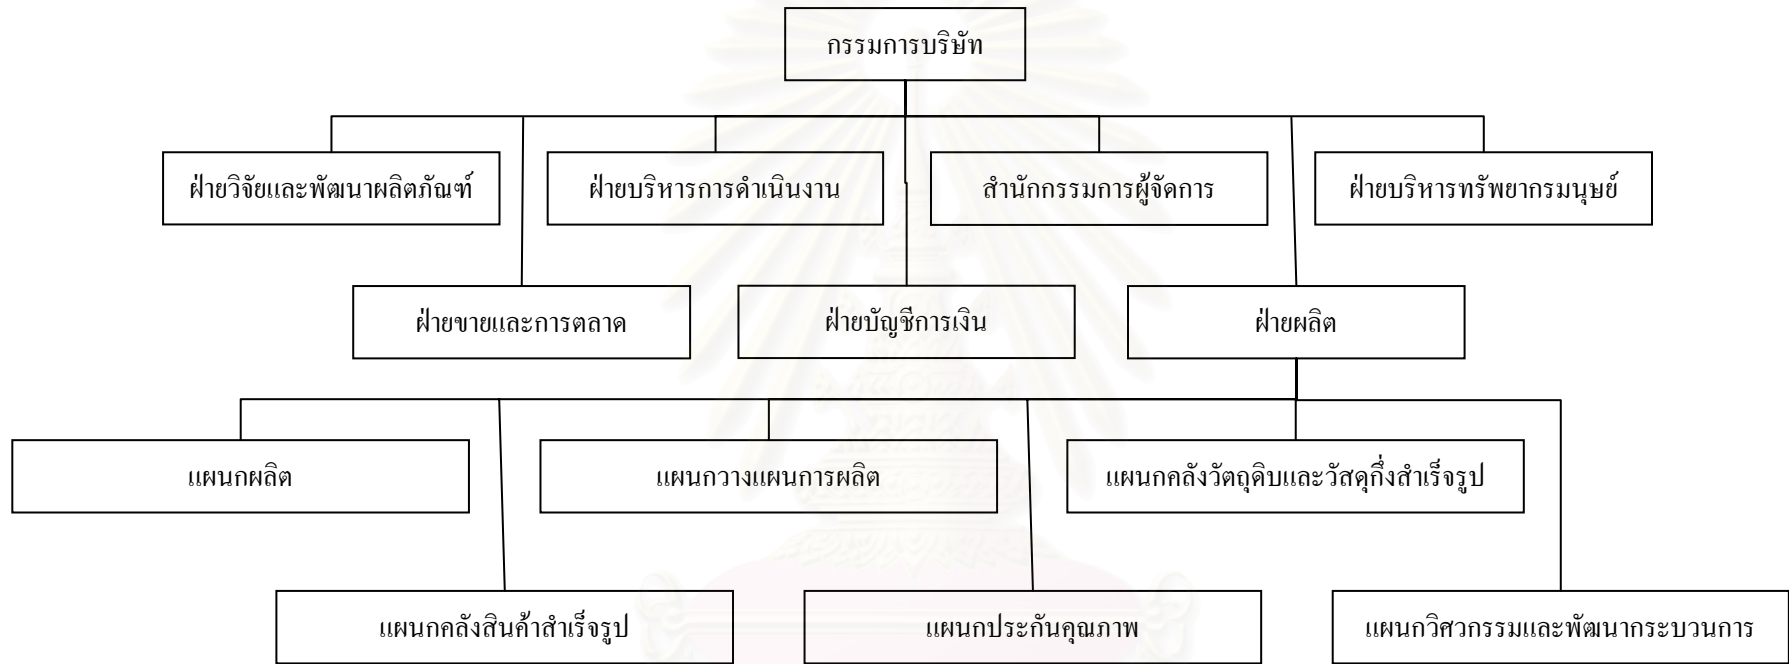 กรรมการบริษัท
ฝ่ายวิจัยและพัฒนาผลิตภัณฑ์
ฝ่ายบริหารการดำเนินงาน
สำนักกรรมการผู้จัดการ
ฝ่ายบริหารทรัพยากรมนุษย์
ฝ่ายขายและการตลาด
ฝ่ายบัญชีการเงิน
ฝ่ายผลิต
แผนกผลิต
แผนกวางแผนการผลิต
แผนกคลังวัตถุดิบและวัสดุกึ่งสำเร็จรูป
แผนกคลังสินค้าสำเร็จรูป
แผนกประกันคุณภาพ
แผนกวิศวกรรมและพัฒนากระบวนการ